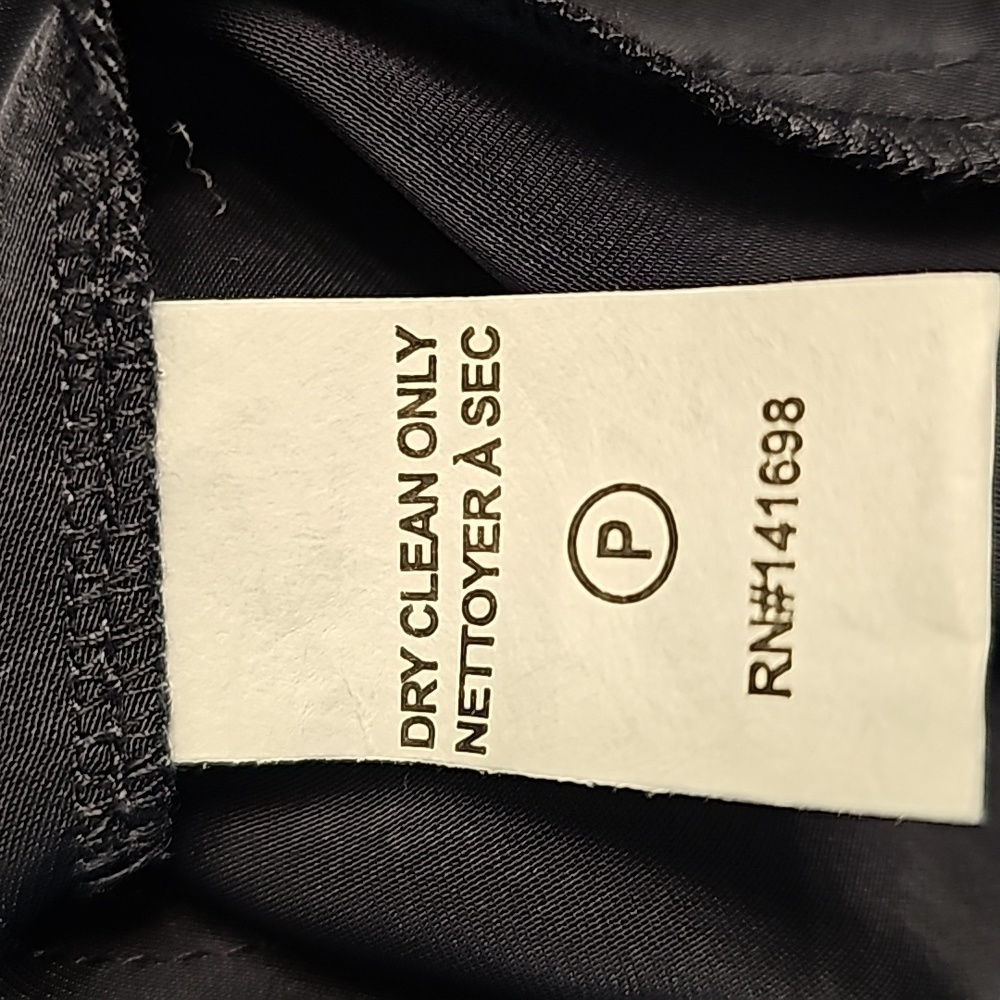 DRY CLEAN ONLY
NETTOYER À SEC
P
RN#141698